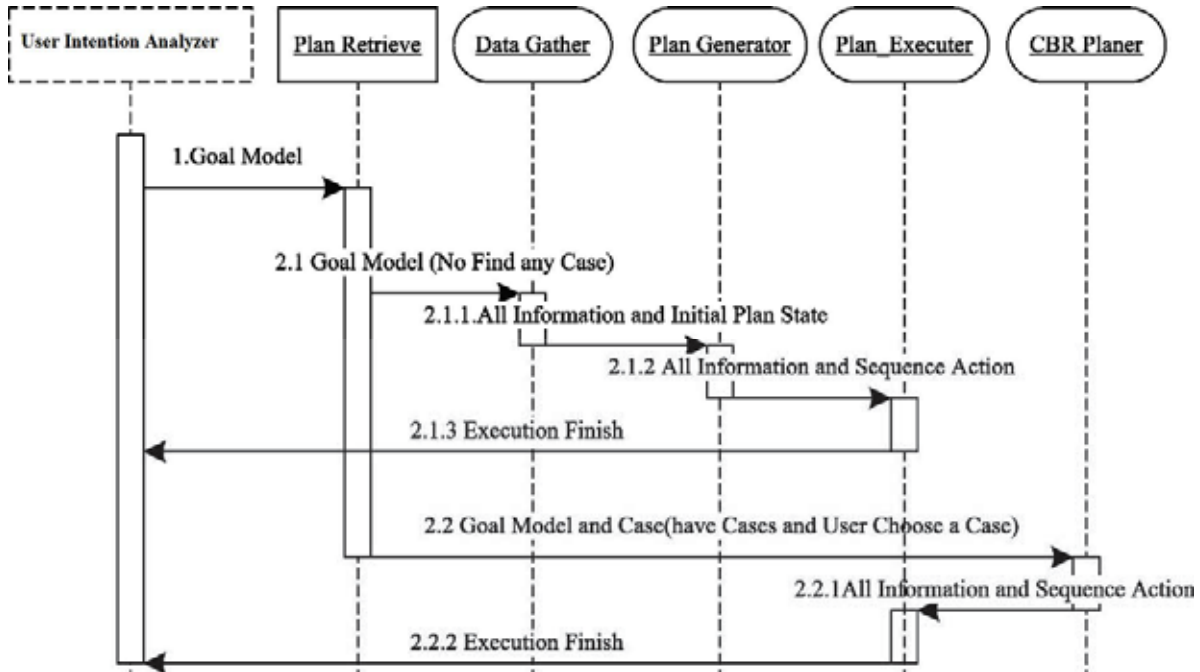 User Intention Analyzer
Plan Retrieve
Data Gather
Plan Generator
Plan_Executer
CBR Planer
1.Goal Model
2.1 Goal Model (No Find any Case)
2.1.1.All Information and Initial Plan State
2.1.2 All Information and Sequence Action
2.1.3 Execution Finish
2.2 Goal Model and Case(have Cases and User Choose a Case)
2.2.1All Information and Sequence Action
2.2.2 Execution Finish